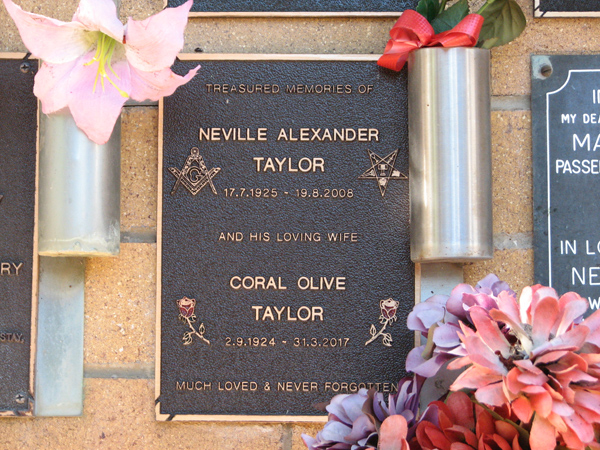 TREASURED MEMORIES OF
NEVILLE ALEXANDER
TAYLOR
G
17.7.1925 - 19.8.2008
AND HIS LOVING WIFE
CORAL OLIVE
TAYLOR
2.9.1924 - 31.3.2017
MUCH LOVED & NEVER FORGOTTEN
RY
STAY,
MY DEA
MA
PASSE
IN LO
NE
W